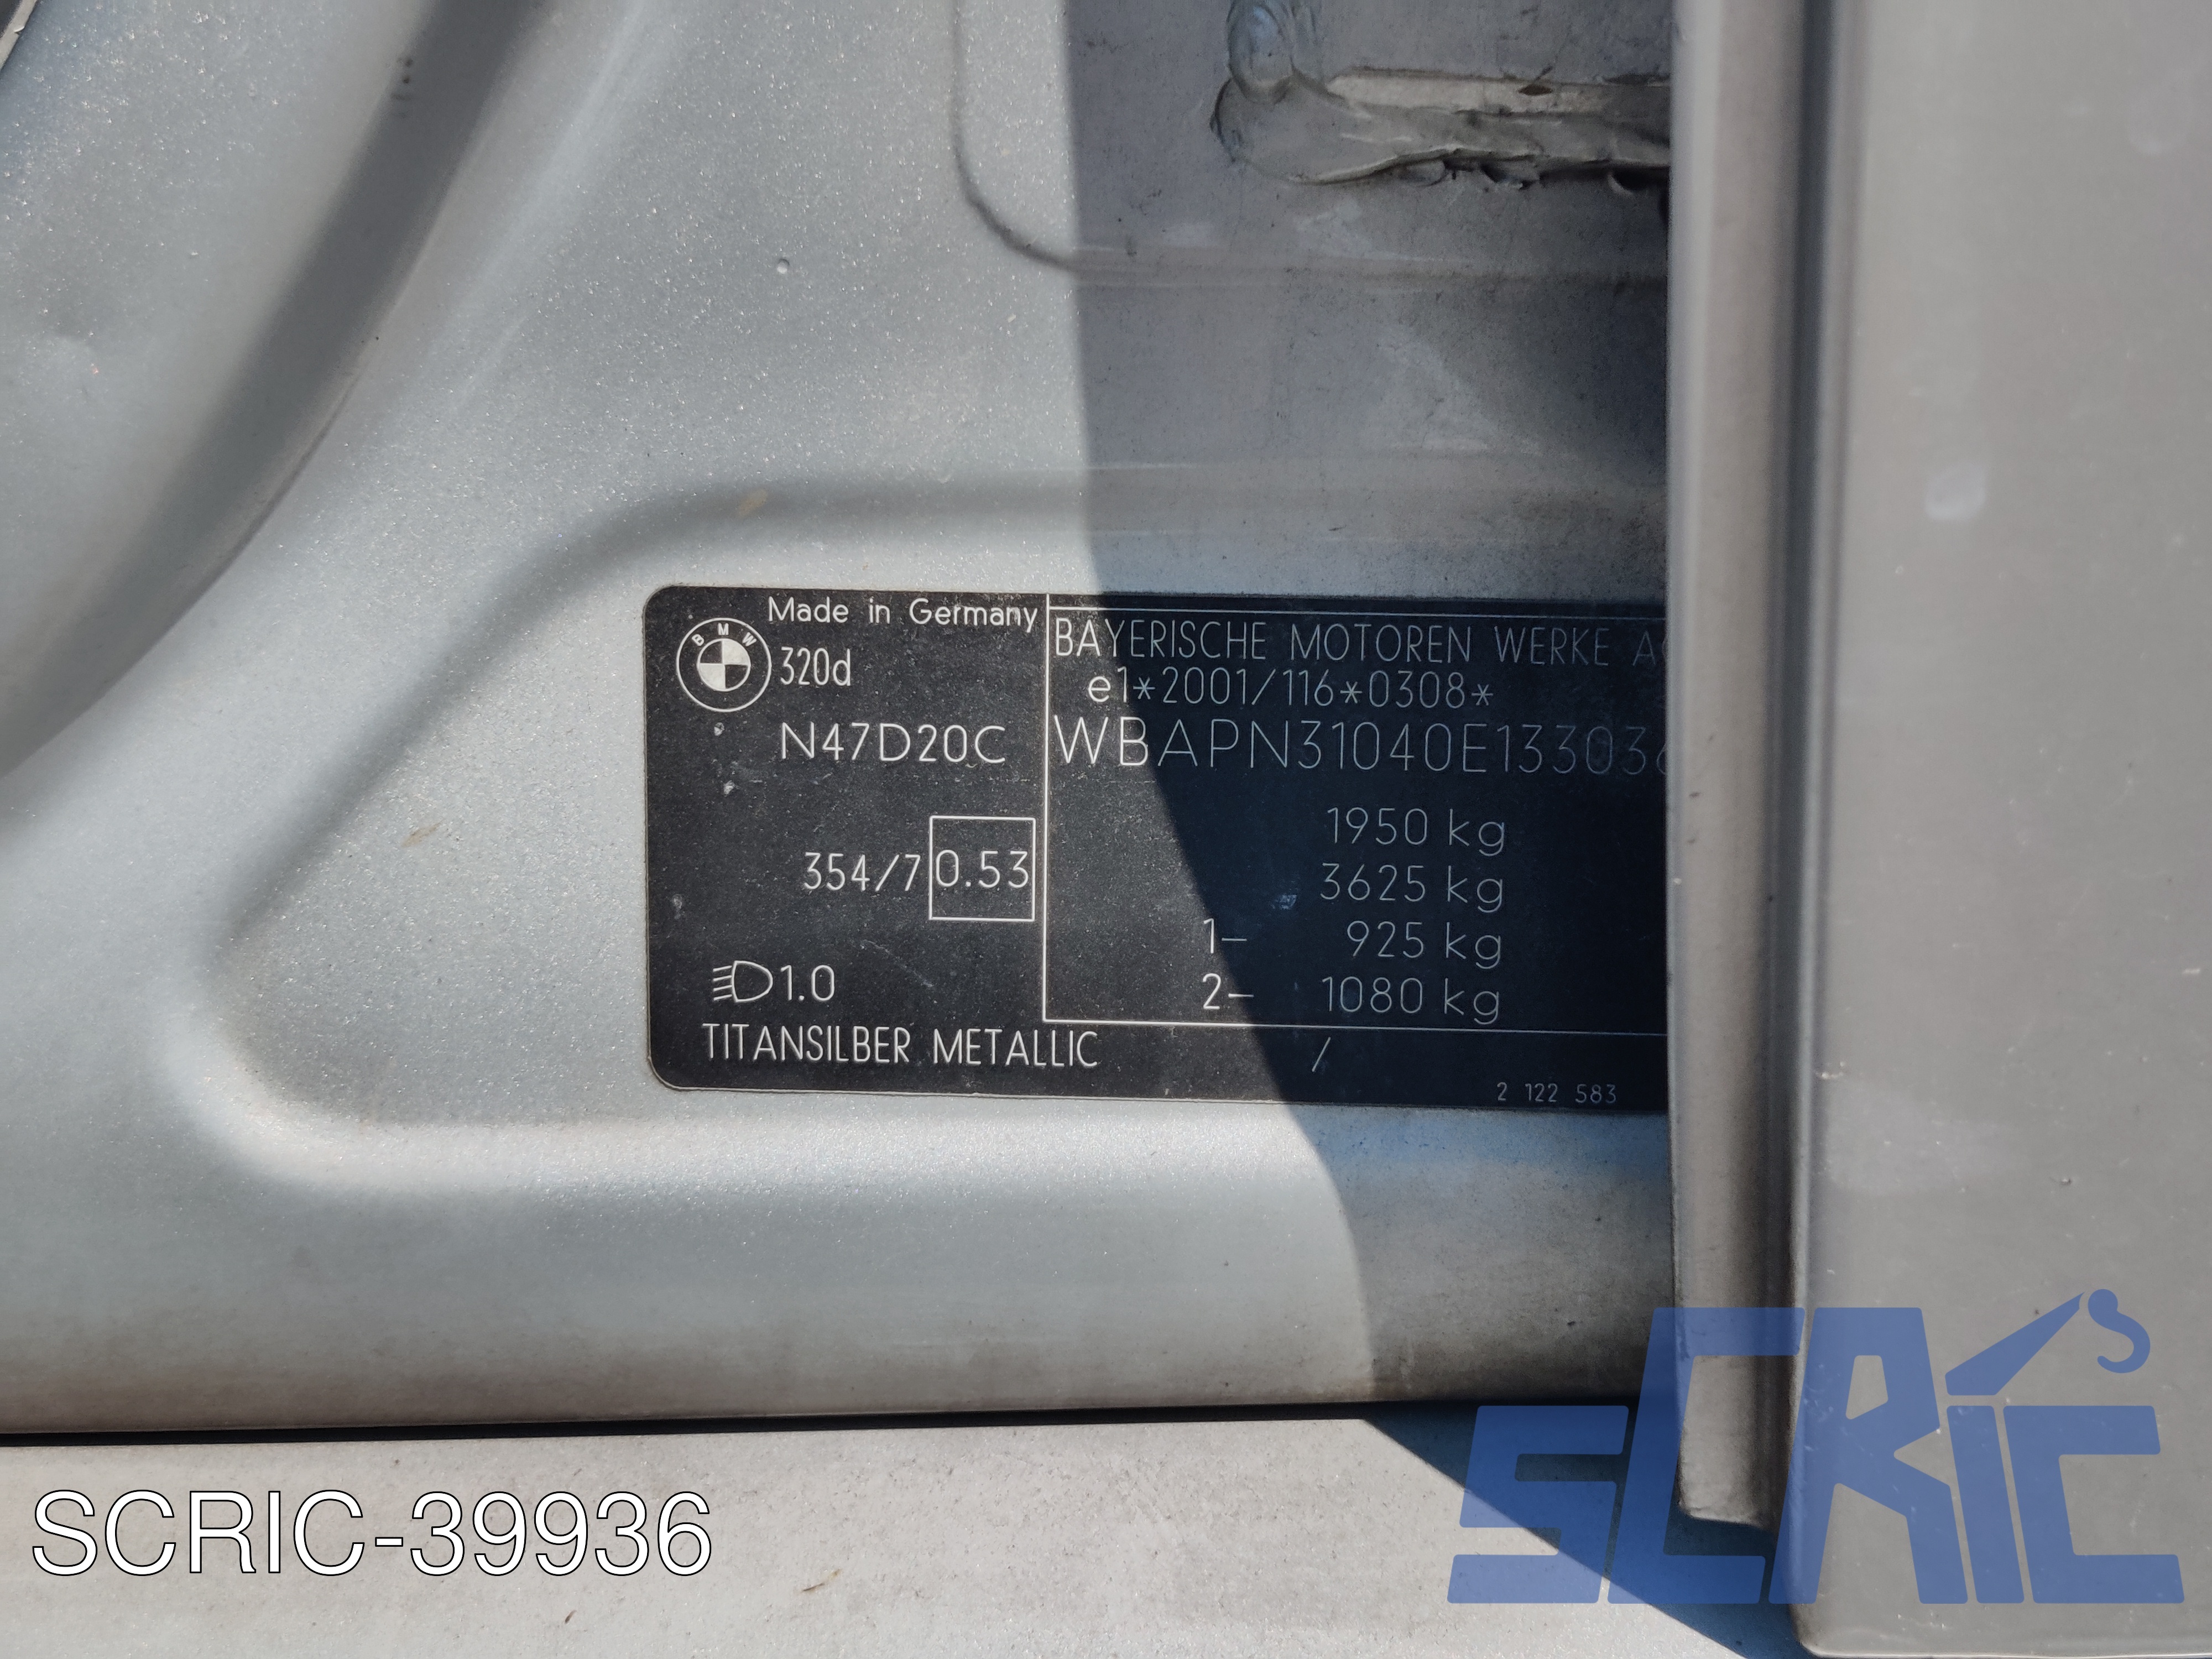 Made in Germany
BMW
320d
N47D20C
354/7 0.53
1.0
TITANSILBER METALLIC
BAYERISCHE MOTOREN WERKE
e1*2001/116*0308*
WBAPN31040E13303
1950 kg
3625 kg
1– 925 kg
2– 1080 kg
/
2 122 583
SCRIC-39936
SCRiC's